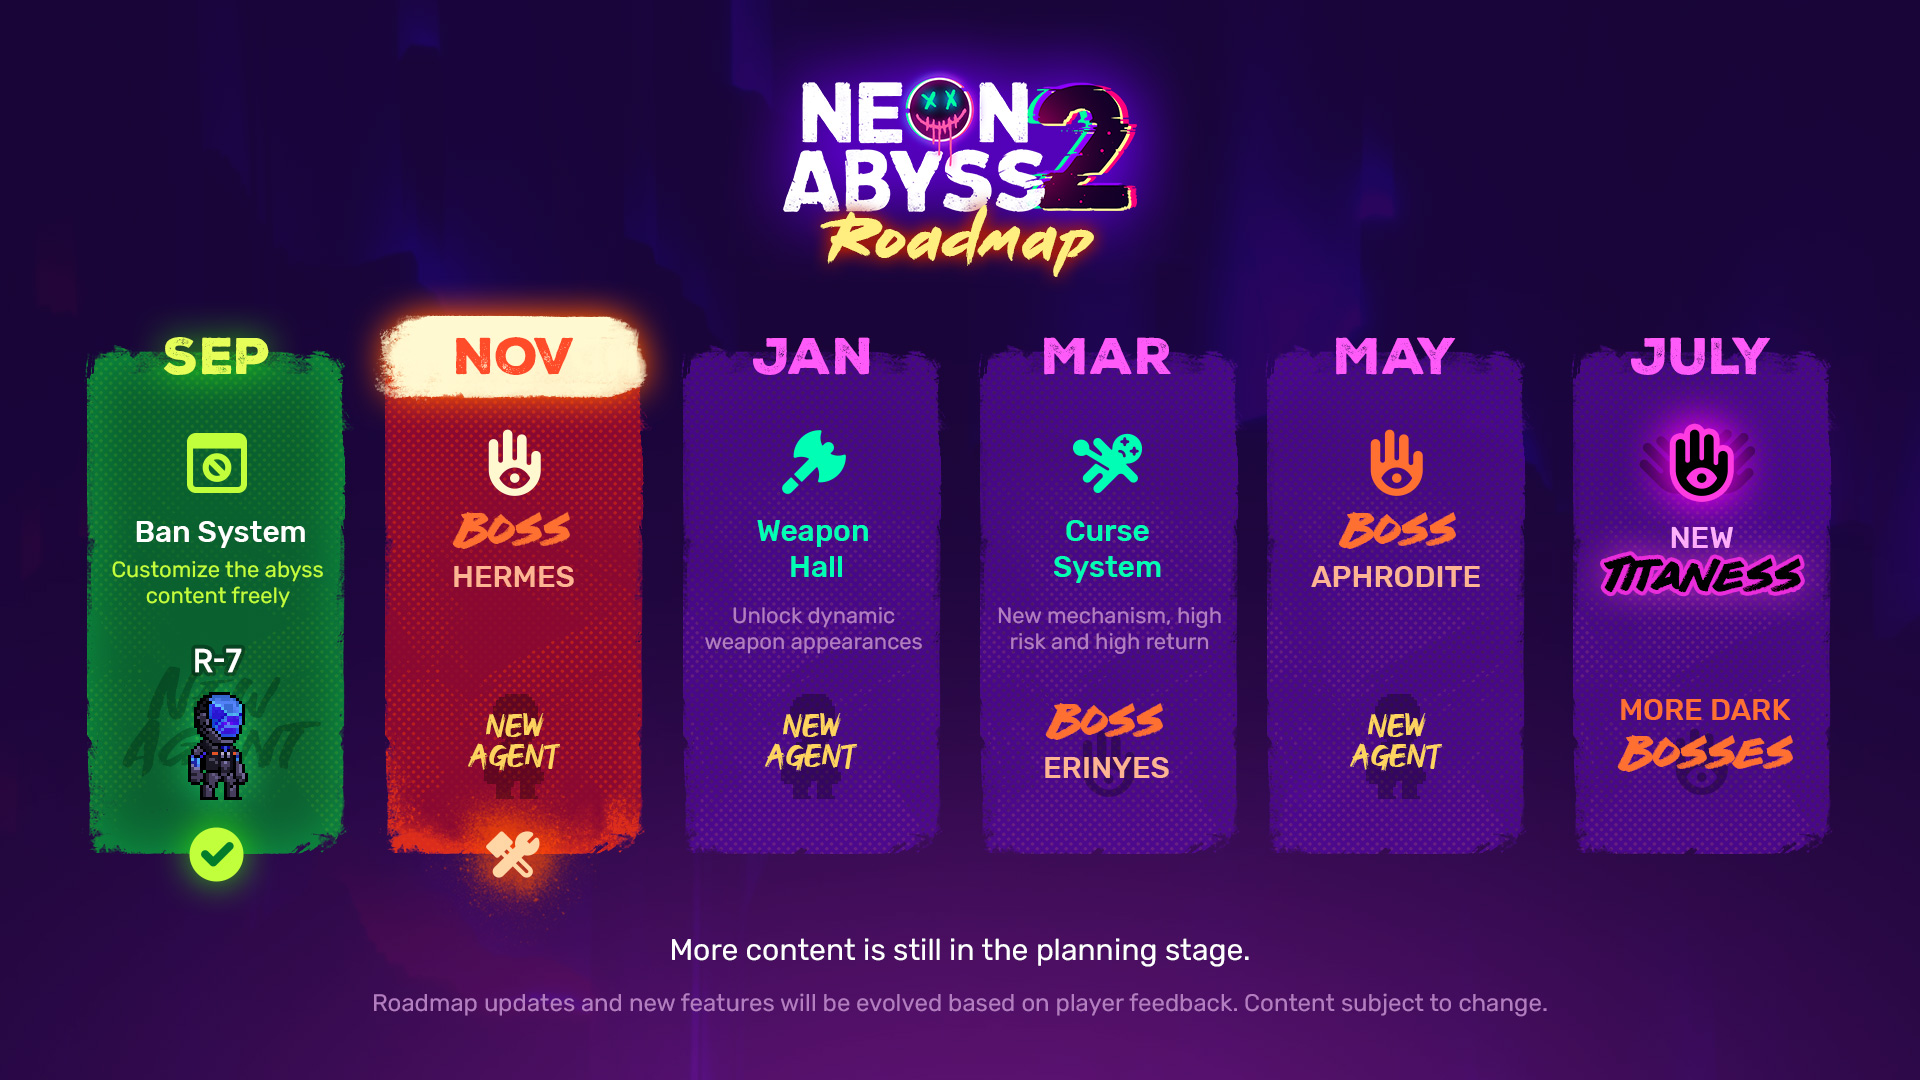 NEON
ABYSS 2
Roadmap
SEP
Ban System
Customize the abyss
content freely
R-7
NEW
AGENT
NOV
BOSS
HERMES
NEW
AGENT
JAN
Weapon
Hall
Unlock dynamic
weapon appearances
NEW
AGENT
MAR
Curse
System
New mechanism, high
risk and high return
BOSS
ERINYES
MAY
BOSS
APHRODITE
NEW
AGENT
JULY
NEW
TITANESS
MORE DARK
BOSSES
More content is still in the planning stage.
Roadmap updates and new features will be evolved based on player feedback. Content subject to change.